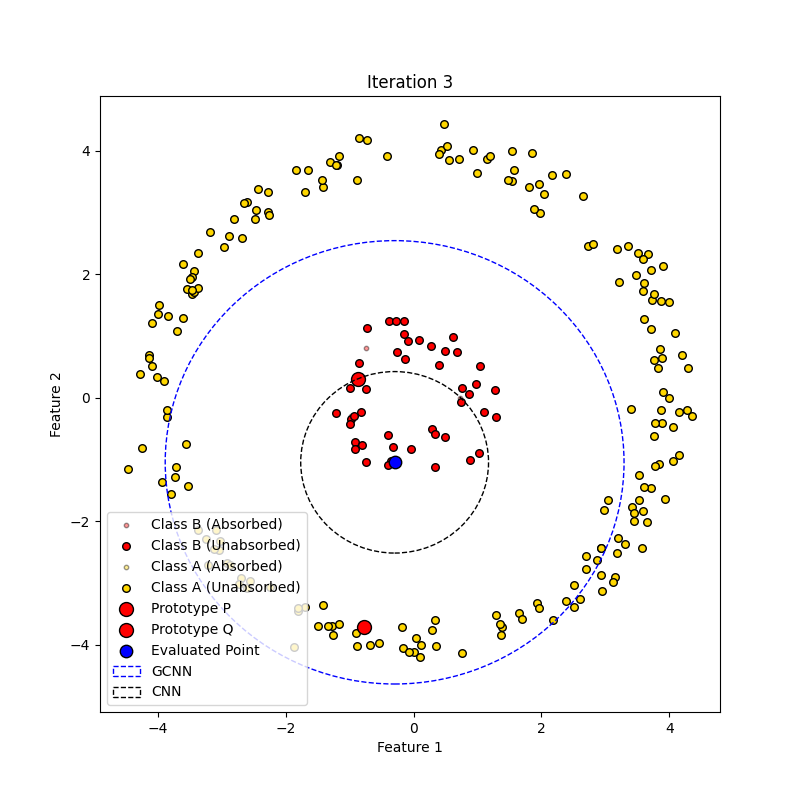 Iteration 3
4
2
0
−2
−4
Feature 2
Class B (Absorbed)
Class B (Unabsorbed)
Class A (Absorbed)
Class A (Unabsorbed)
Prototype P
Prototype Q
Evaluated Point
GCNN
CNN
−4 −2 0 2 4
Feature 1